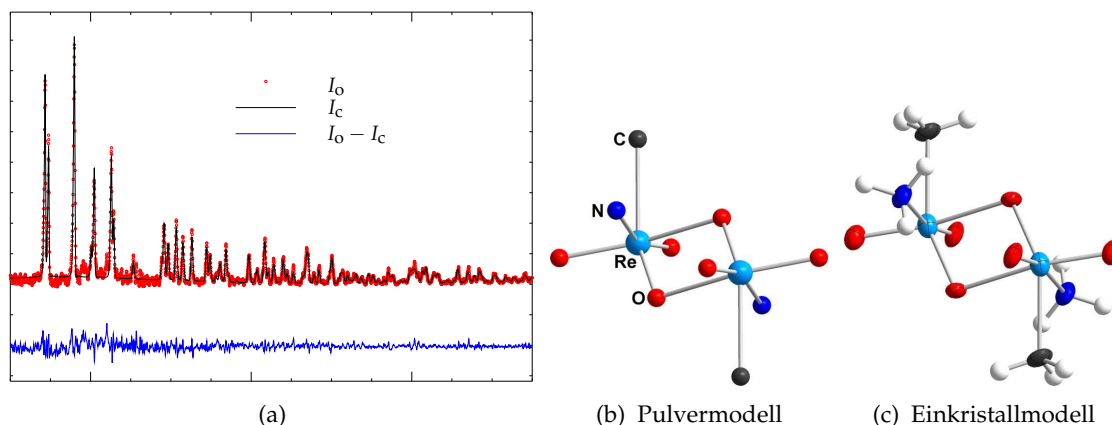 I_o
I_c
I_o − I_c
C
N
Re
O
(a)
(b) Pulvermodell
(c) Einkristallmodell